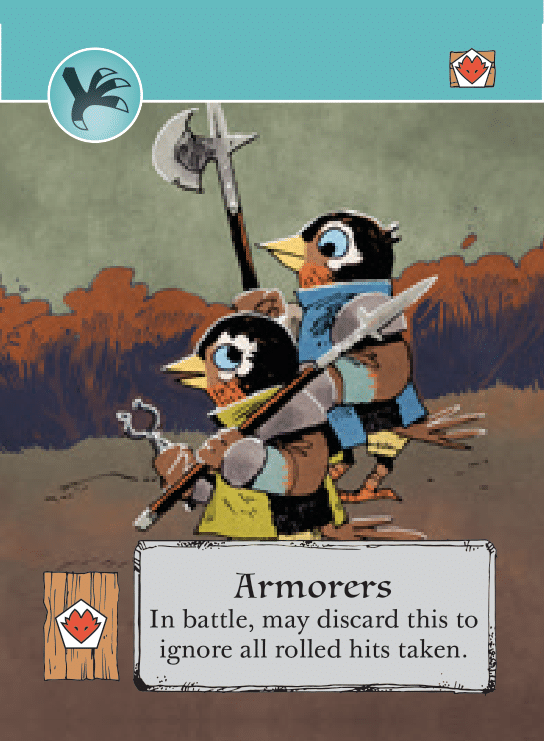 Armorers
In battle, may discard this to
ignore all rolled hits taken.